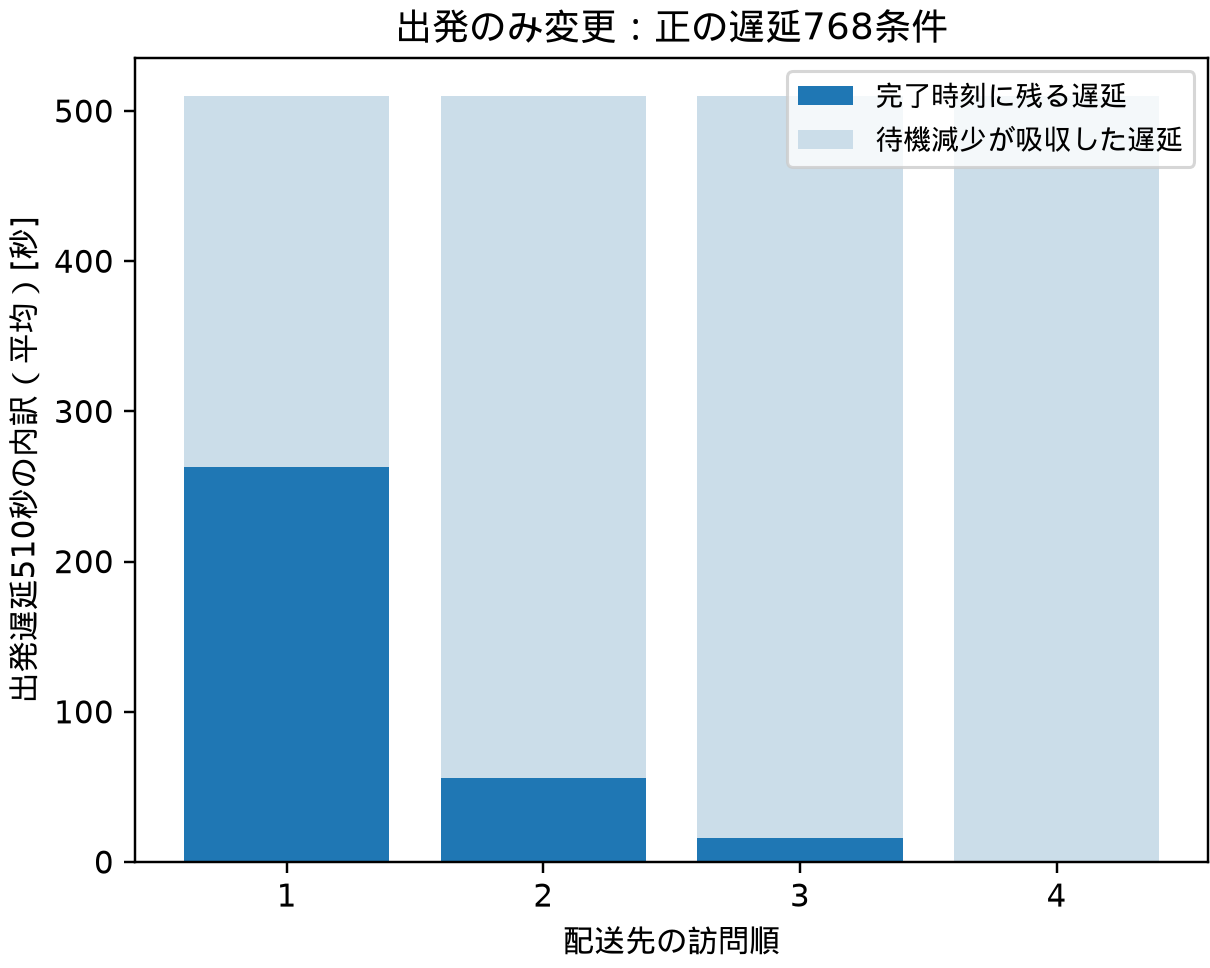 出発のみ変更：正の遅延768条件
完了時刻に残る遅延
待機減少が吸収した遅延
出発遅延510秒の内訳（平均）[秒]
500
400
300
200
100
0
1
2
3
4
配送先の訪問順